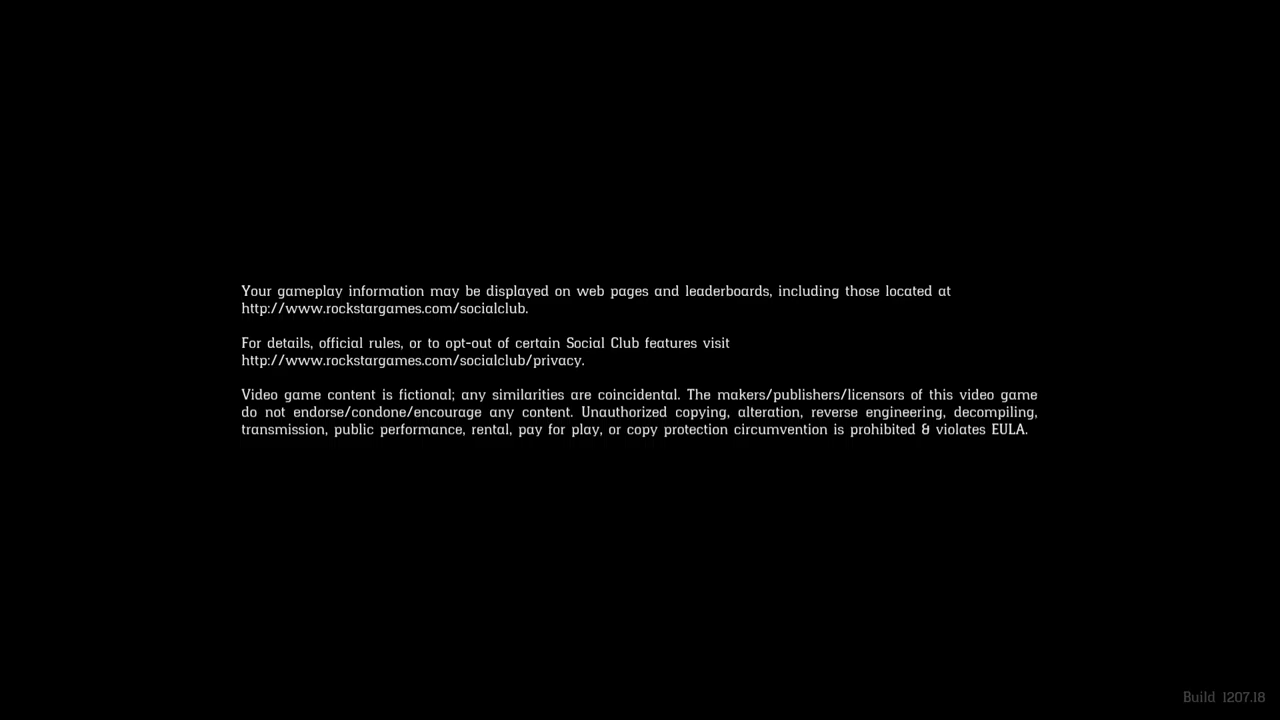 Your gameplay information may be displayed on web pages and leaderboards, including those located at
http://www.rockstargames.com/socialclub.
For details, official rules, or to opt-out of certain Social Club features visit
http://www.rockstargames.com/socialclub/privacy.
Video game content is fictional; any similarities are coincidental. The makers/publishers/licensors of this video game
do not endorse/condone/encourage any content. Unauthorized copying, alteration, reverse engineering, decompiling,
transmission, public performance, rental, pay for play, or copy protection circumvention is prohibited & violates EULA.
Build 1207.18